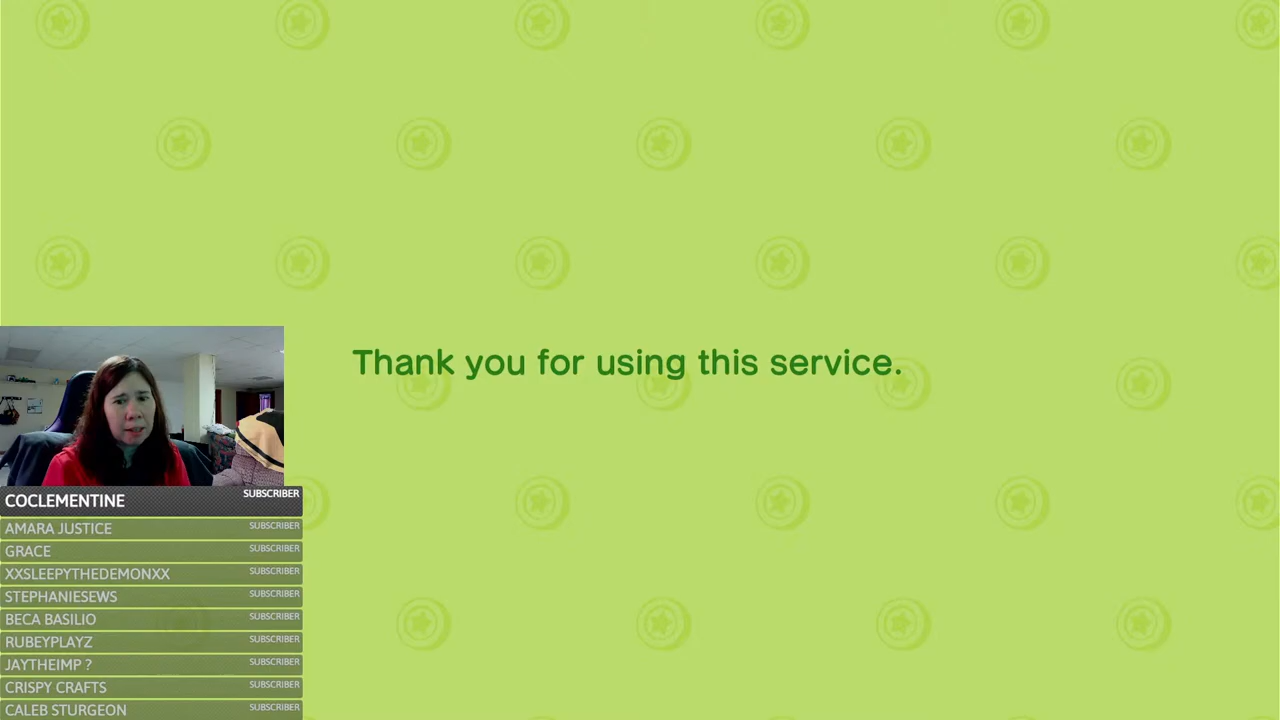 Thank you for using this service.
COCLEMENTINE SUBSCRIBER
AMARA JUSTICE SUBSCRIBER
GRACE SUBSCRIBER
XXSLEEPYTHEDEMONXX SUBSCRIBER
STEPHANIESEWS SUBSCRIBER
BECA BASILIO SUBSCRIBER
RUBEYPLAYZ SUBSCRIBER
JAYTHEIMP ? SUBSCRIBER
CRISPY CRAFTS SUBSCRIBER
CALEB STURGEON SUBSCRIBER